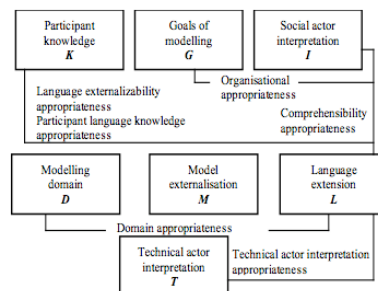 Participant
knowledge
K
Goals of
modelling
G
Social actor
interpretation
I
Organisational
appropriateness
Language externalizability
appropriateness
Participant language knowledge
appropriateness
Comprehensibility
appropriateness
Modelling
domain
D
Model
externalisation
M
Language
extension
L
Domain appropriateness
Technical actor
interpretation
T
Technical actor interpretation
appropriateness